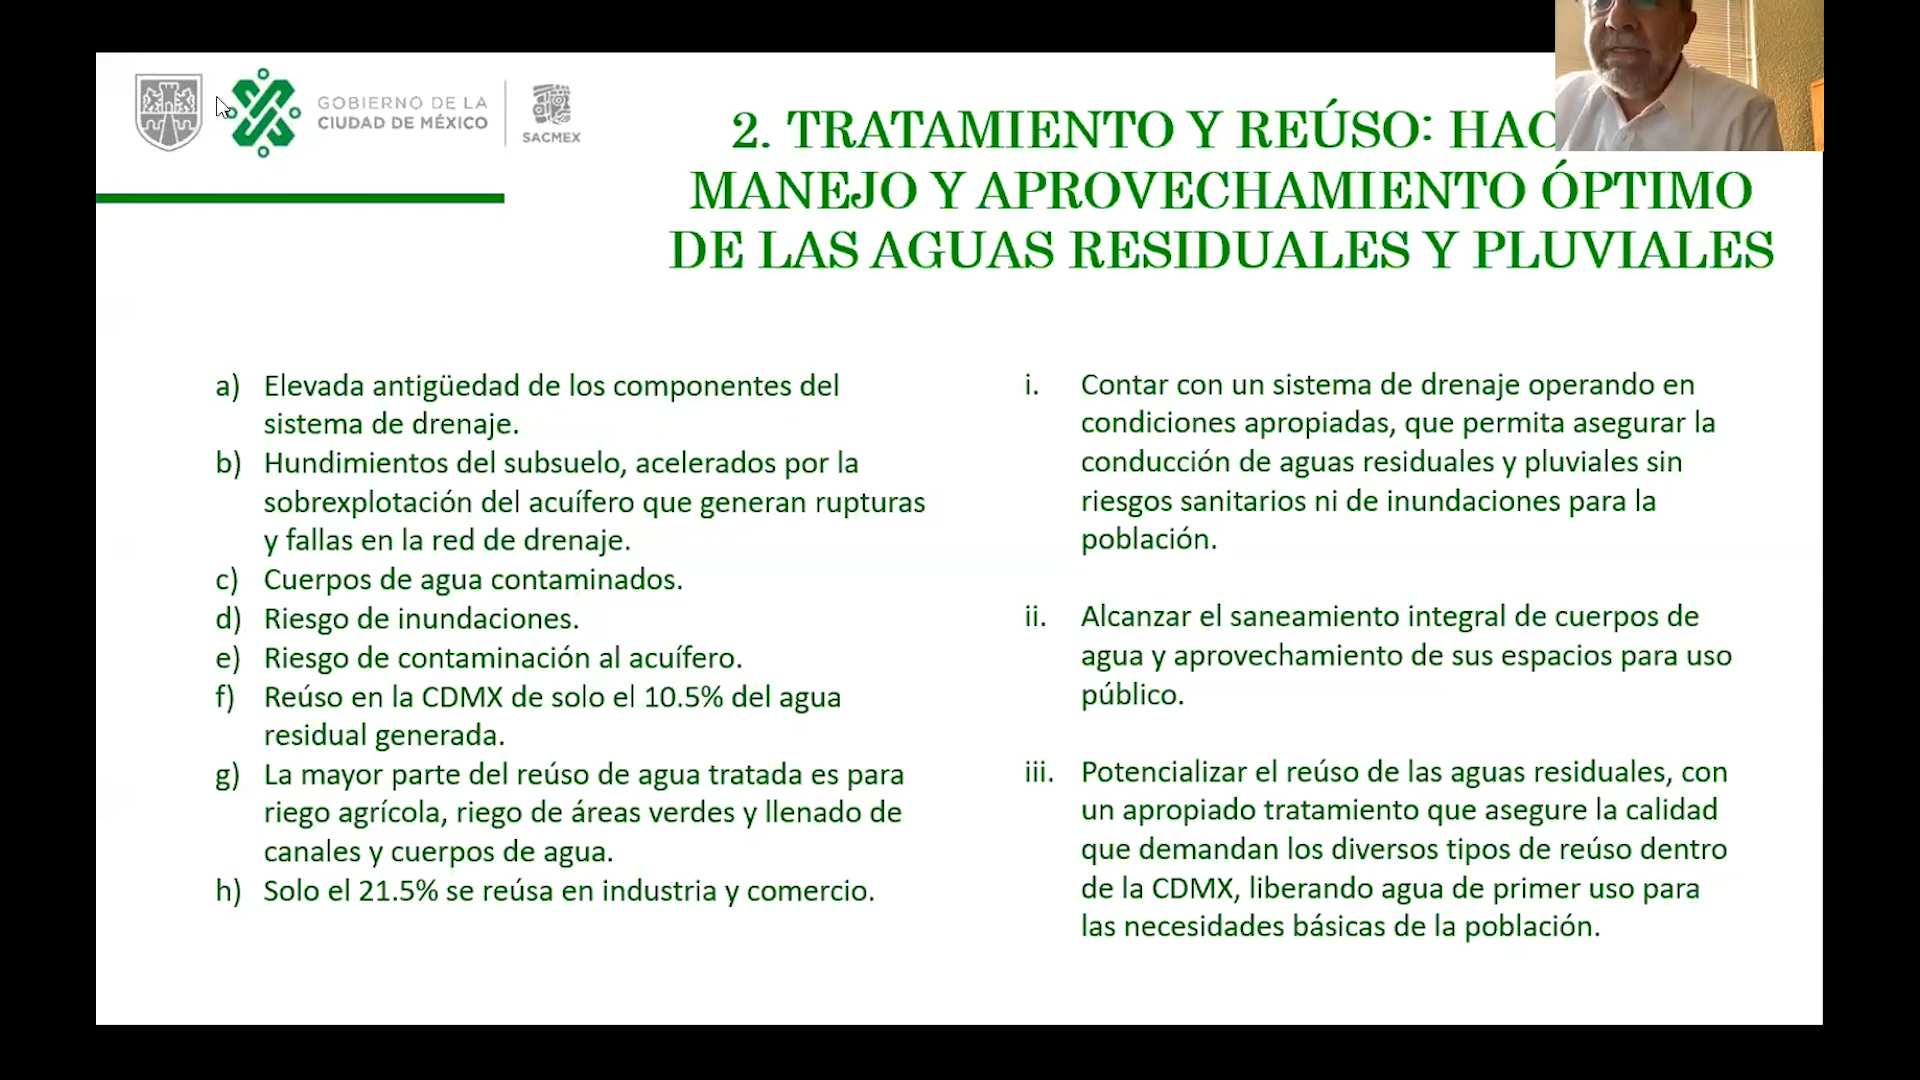 GOBIERNO DE LA
CIUDAD DE MÉXICO
SACMEX
2. TRATAMIENTO Y REÚSO:
MANEJO Y APROVECHAMIENTO ÓPTIMO
DE LAS AGUAS RESIDUALES Y PLUVIALES
a) Elevada antigüedad de los componentes del
sistema de drenaje.
b) Hundimientos del subsuelo, acelerados por la
sobrexplotación del acuífero que generan rupturas
y fallas en la red de drenaje.
c) Cuerpos de agua contaminados.
d) Riesgo de inundaciones.
e) Riesgo de contaminación al acuífero.
f) Reúso en la CDMX de solo el 10.5% del agua
residual generada.
g) La mayor parte del reúso de agua tratada es para
riego agrícola, riego de áreas verdes y llenado de
canales y cuerpos de agua.
h) Solo el 21.5% se reúsa en industria y comercio.
i. Contar con un sistema de drenaje operando en
condiciones apropiadas, que permita asegurar la
conducción de aguas residuales y pluviales sin
riesgos sanitarios ni de inundaciones para la
población.
ii. Alcanzar el saneamiento integral de cuerpos de
agua y aprovechamiento de sus espacios para uso
público.
iii. Potencializar el reúso de las aguas residuales, con
un apropiado tratamiento que asegure la calidad
que demandan los diversos tipos de reúso dentro
de la CDMX, liberando agua de primer uso para
las necesidades básicas de la población.